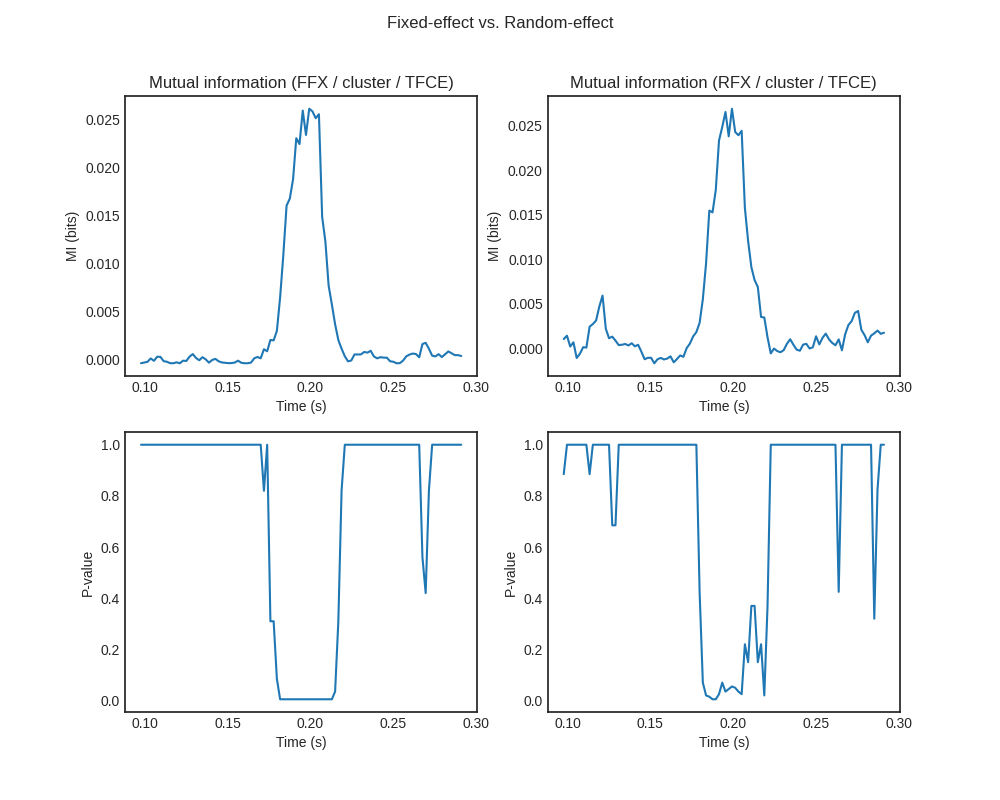 Fixed-effect vs. Random-effect
Mutual information (FFX / cluster / TFCE)
MI (bits)
0.025
0.020
0.015
0.010
0.005
0.000
0.10 0.15 0.20 0.25 0.30
Time (s)
Mutual information (RFX / cluster / TFCE)
MI (bits)
0.025
0.020
0.015
0.010
0.005
0.000
0.10 0.15 0.20 0.25 0.30
Time (s)
P-value
1.0
0.8
0.6
0.4
0.2
0.0
0.10 0.15 0.20 0.25 0.30
Time (s)
P-value
1.0
0.8
0.6
0.4
0.2
0.0
0.10 0.15 0.20 0.25 0.30
Time (s)